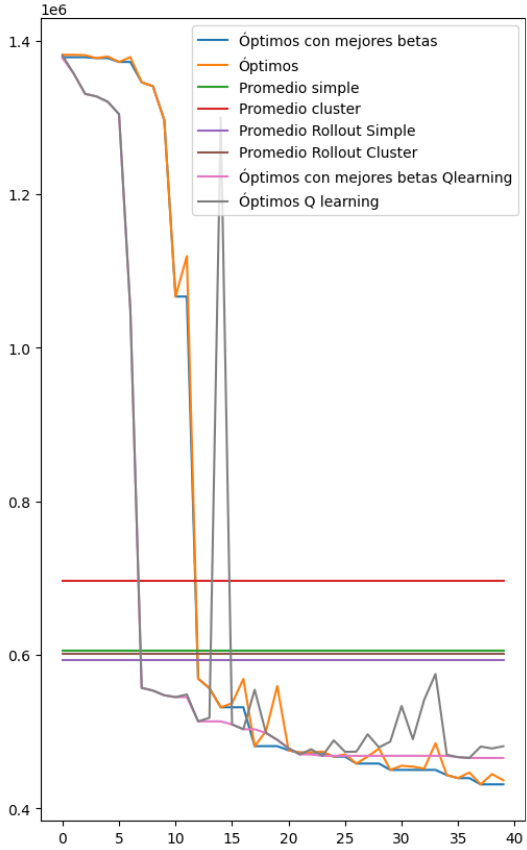 1e6
1.4
1.2
1.0
0.8
0.6
0.4
Óptimos con mejores betas
Óptimos
Promedio simple
Promedio cluster
Promedio Rollout Simple
Promedio Rollout Cluster
Óptimos con mejores betas Qlearning
Óptimos Q learning
0 5 10 15 20 25 30 35 40